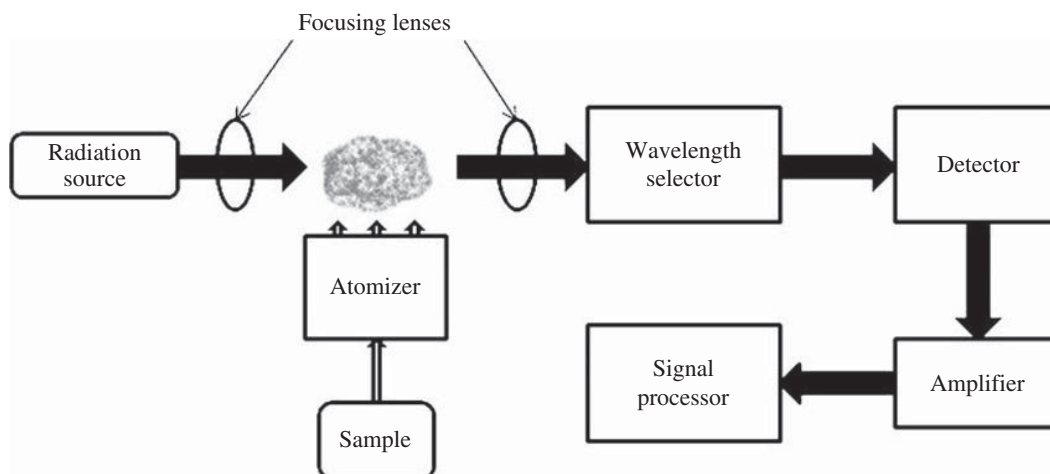 Focusing lenses
Radiation
source
Wavelength
selector
Detector
Atomizer
Signal
processor
Amplifier
Sample